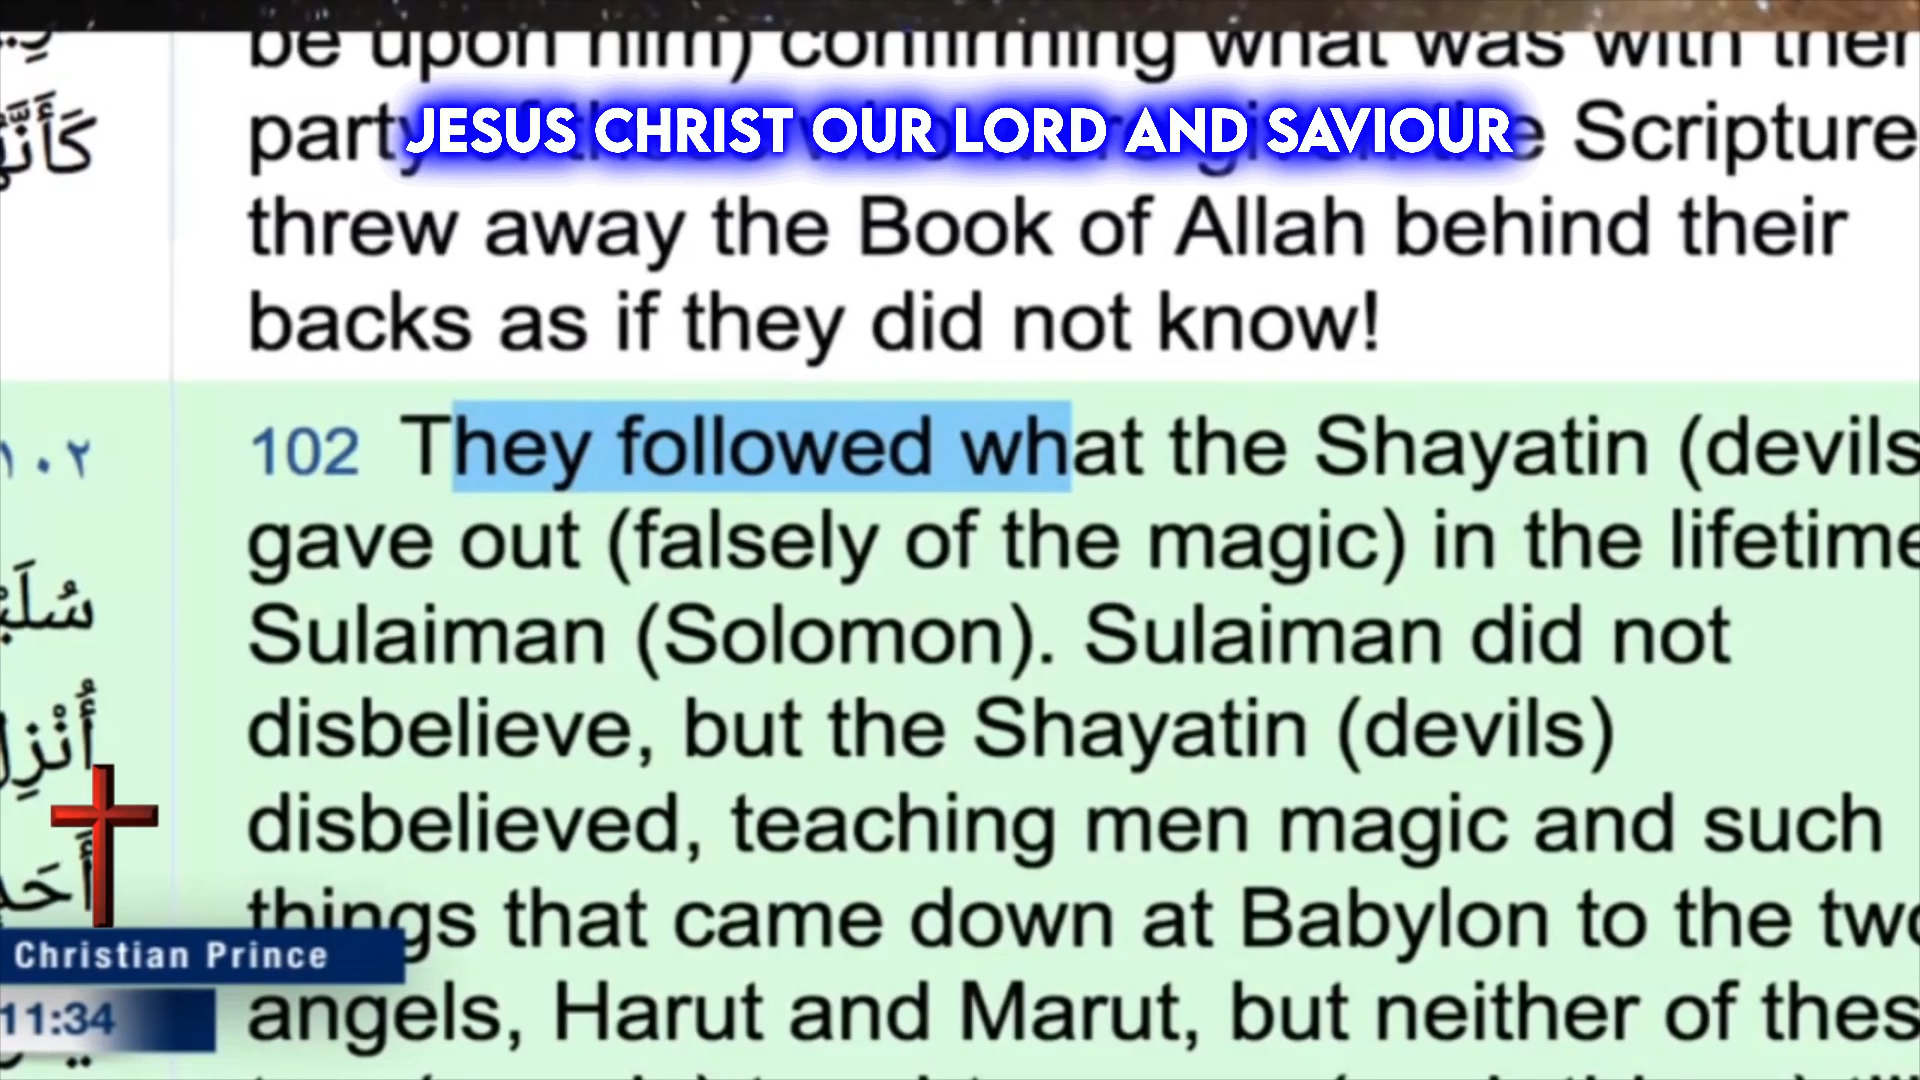 be upon him) confirming what was with
JESUS CHRIST OUR LORD AND SAVIOUR
party Scripture
threw away the Book of Allah behind their
backs as if they did not know!
١٠٢
102 They followed what the Shayatin (devils
gave out (falsely of the magic) in the lifetime
Sulaiman (Solomon). Sulaiman did not
disbelieve, but the Shayatin (devils)
disbelieved, teaching men magic and such
things that came down at Babylon to the two
angels, Harut and Marut, but neither of thes
Christian Prince
11:34